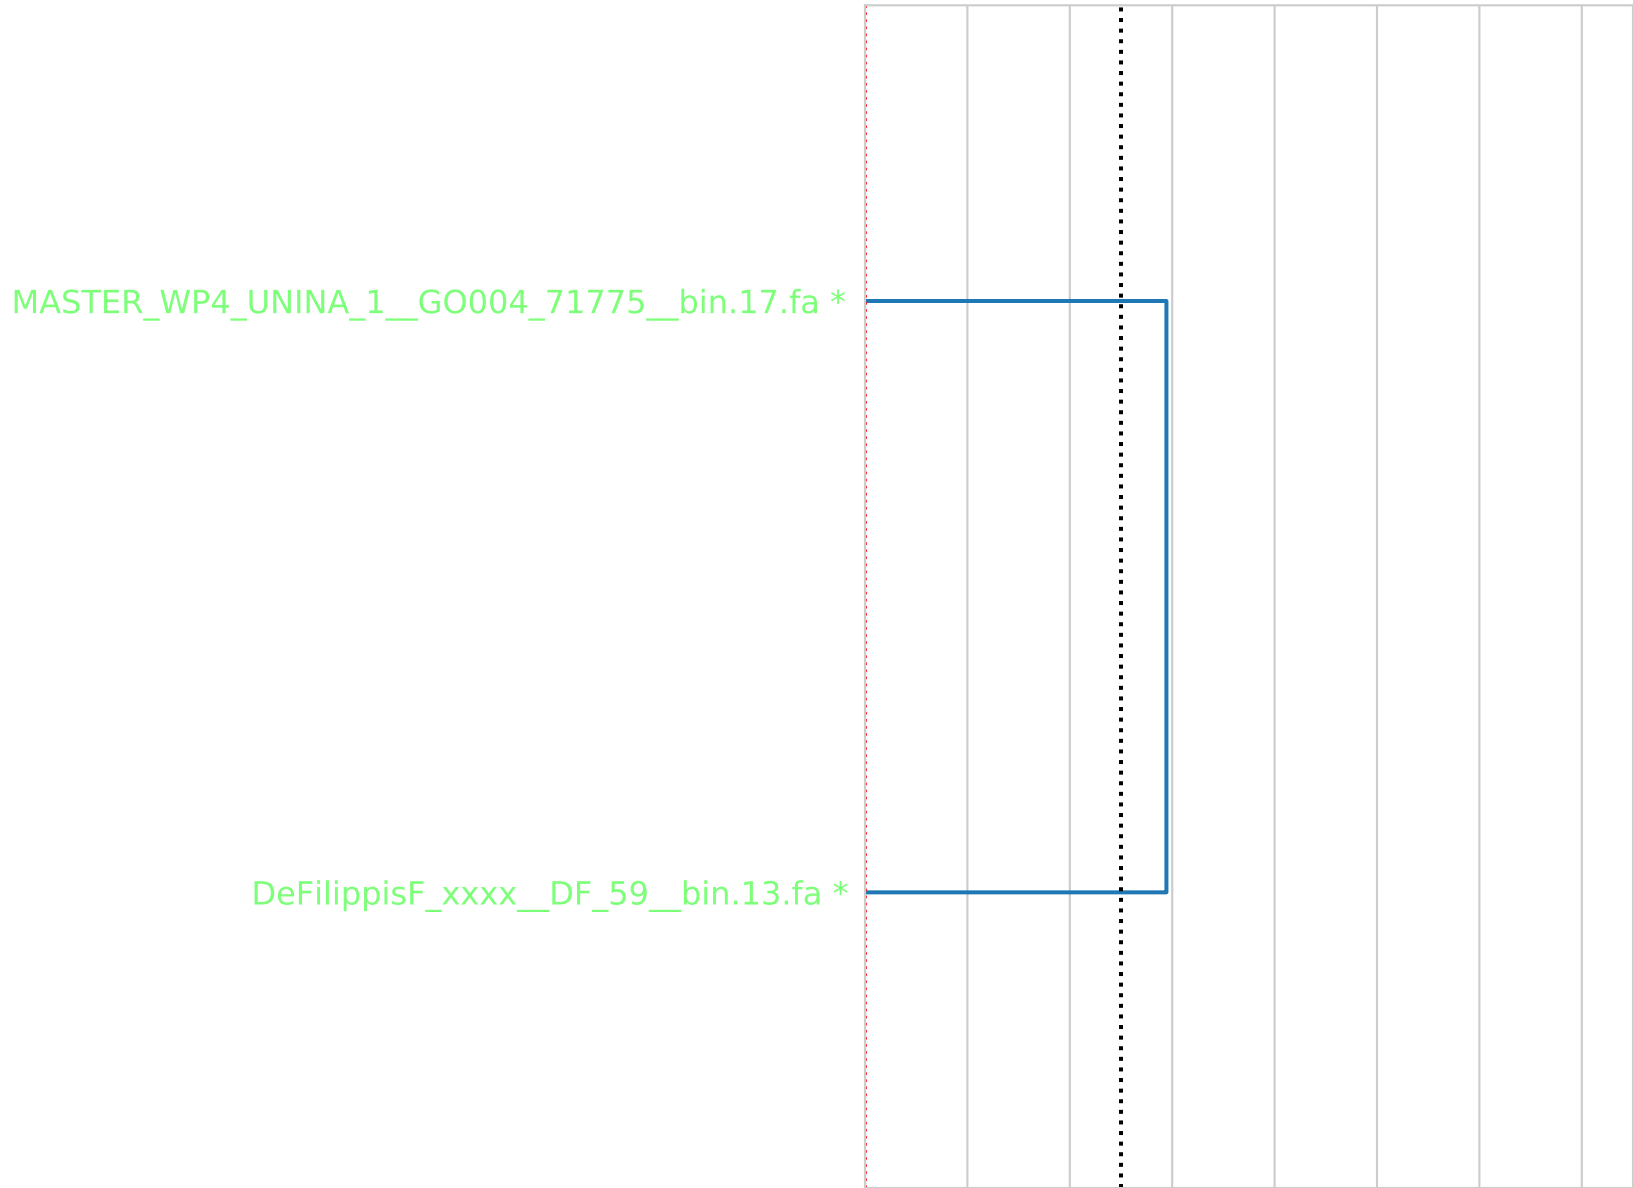 MASTER_WP4_UNINA_1__GO004_71775__bin.17.fa *
DeFilippisF_xxxx__DF_59__bin.13.fa *